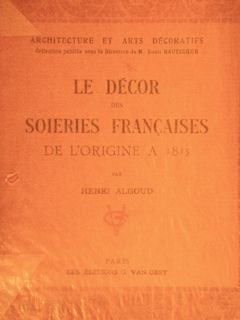 ARCHITECTURE ET ARTS DÉCORATIFS
Collection publiée sous la Direction de M. Louis HAUTECŒUR
LE DÉCOR
DES
SOIERIES FRANÇAISES
DE L'ORIGINE A 1815
PAR
HENRI ALGOUD
PARIS
LES ÉDITIONS G. VAN OEST